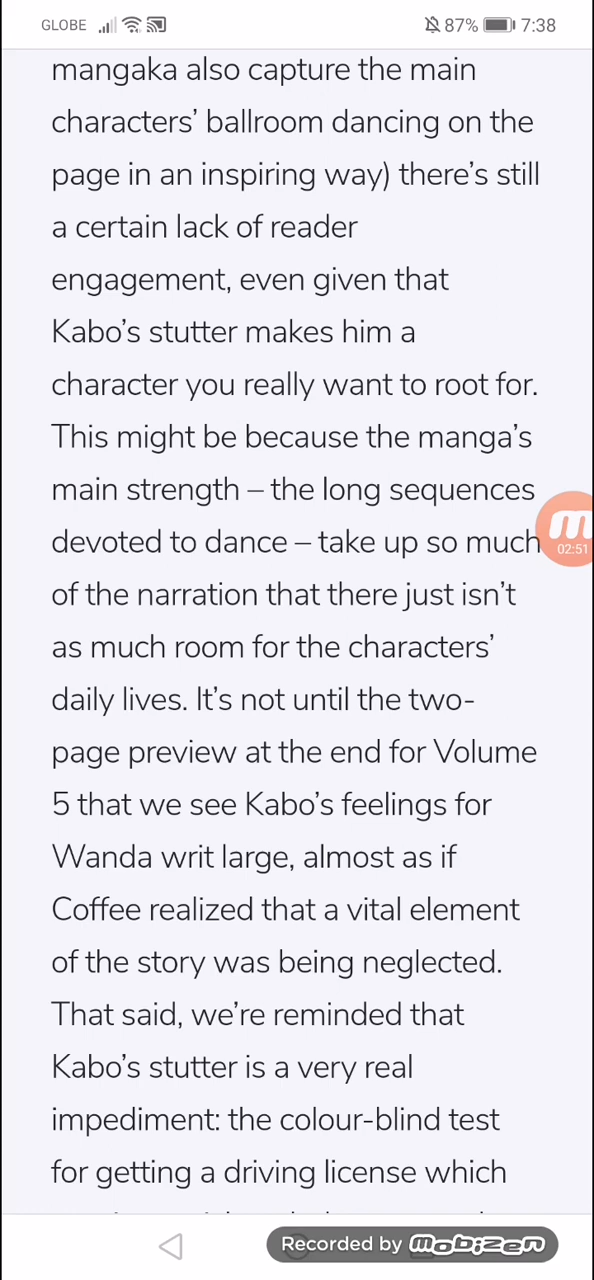 GLOBE 87% 7:38
mangaka also capture the main
characters’ ballroom dancing on the
page in an inspiring way) there’s still
a certain lack of reader
engagement, even given that
Kabo’s stutter makes him a
character you really want to root for.
This might be because the manga’s
main strength – the long sequences
devoted to dance – take up so much
02:51
of the narration that there just isn’t
as much room for the characters’
daily lives. It’s not until the two-
page preview at the end for Volume
5 that we see Kabo’s feelings for
Wanda writ large, almost as if
Coffee realized that a vital element
of the story was being neglected.
That said, we’re reminded that
Kabo’s stutter is a very real
impediment: the colour-blind test
for getting a driving license which
Recorded by mobizen